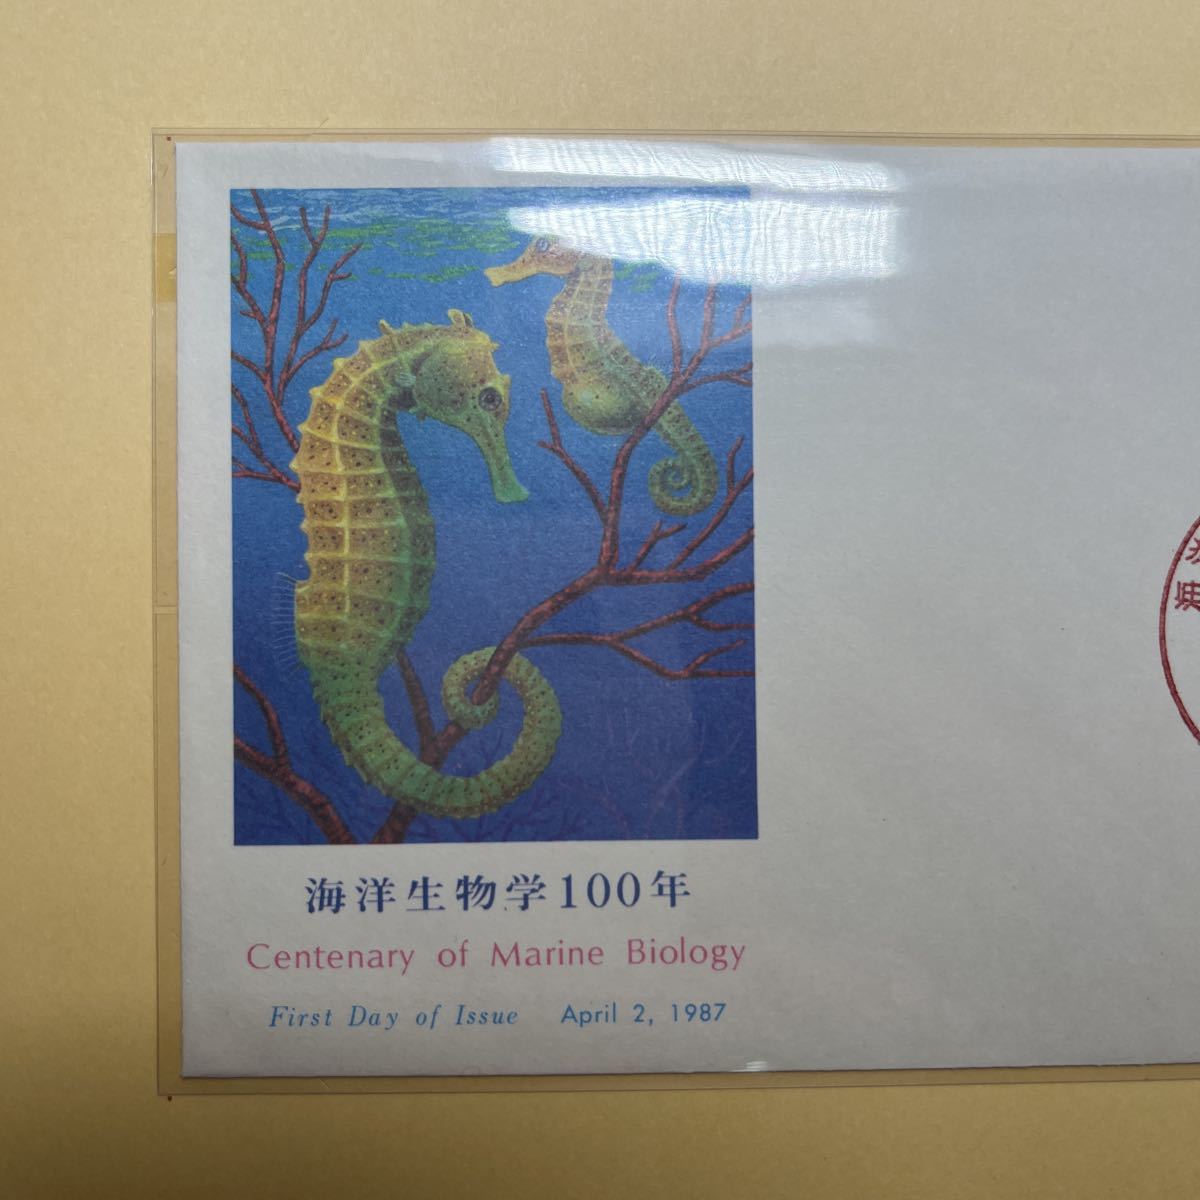 海洋生物学100年
Centenary of Marine Biology
First Day of Issue April 2, 1987